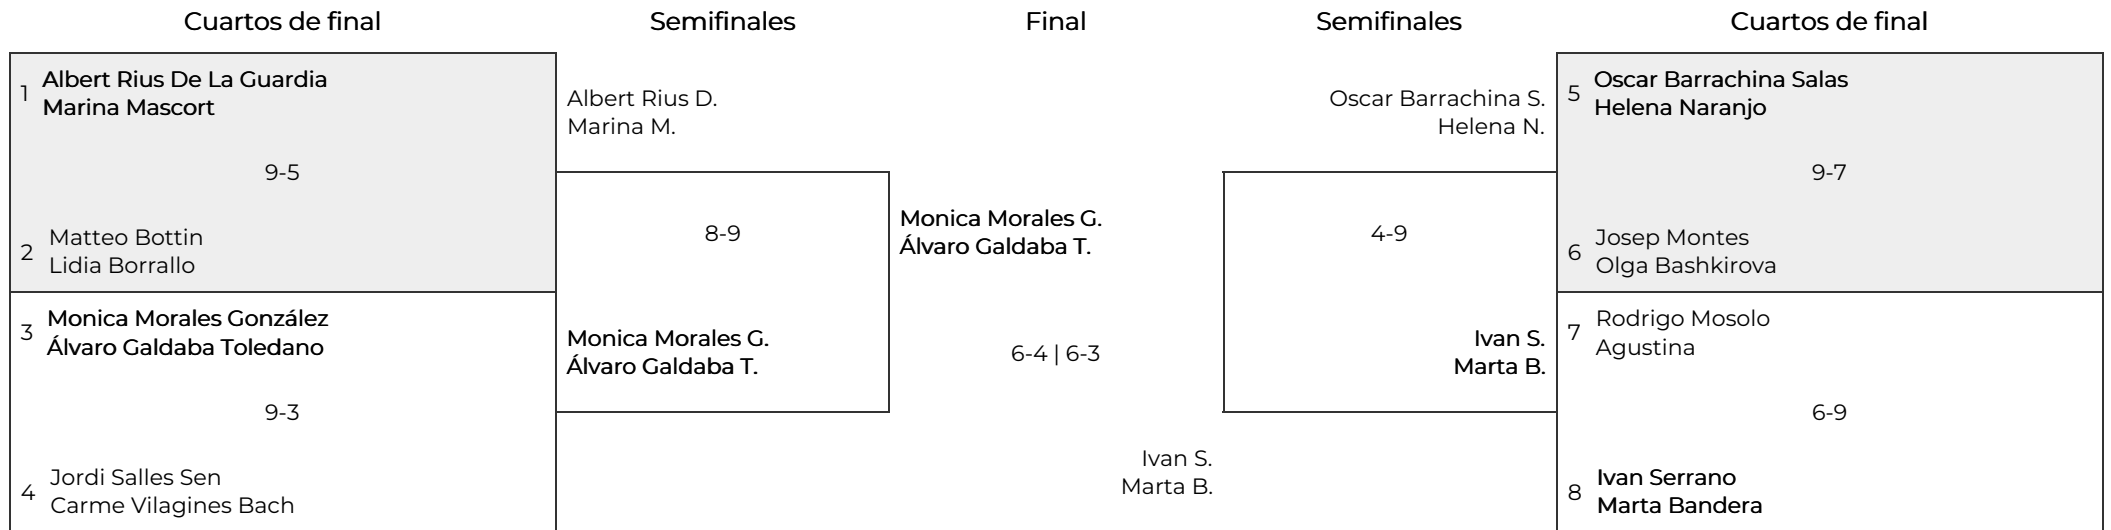 Cuartos de final
Semifinales
Final
Semifinales
Cuartos de final
1
Albert Rius De La Guardia
Marina Mascort
9-5
2
Matteo Bottin
Lidia Borrallo
3
Monica Morales González
Álvaro Galdaba Toledano
9-3
4
Jordi Salles Sen
Carme Vilagines Bach
Albert Rius D.
Marina M.
8-9
Monica Morales G.
Álvaro Galdaba T.
Monica Morales G.
Álvaro Galdaba T.
6-4 | 6-3
Ivan S.
Marta B.
Oscar Barrachina S.
Helena N.
4-9
Ivan S.
Marta B.
5
Oscar Barrachina Salas
Helena Naranjo
9-7
6
Josep Montes
Olga Bashkirova
7
Rodrigo Mosolo
Agustina
6-9
8
Ivan Serrano
Marta Bandera